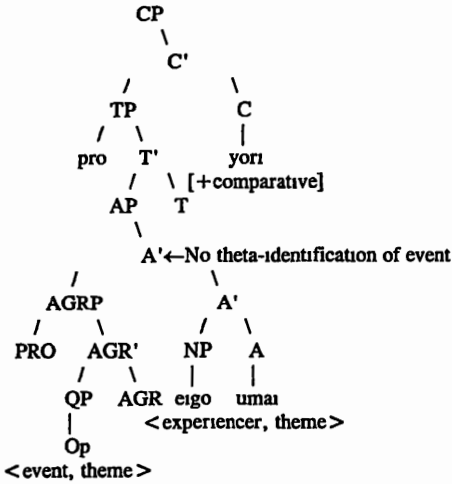 CP
C'
TP C
pro T' yori
AP T [+comparative]
A'←No theta-identification of event
AGRP A'
PRO AGR' NP A
QP AGR eigo umai
Op <experiencer, theme>
<event, theme>